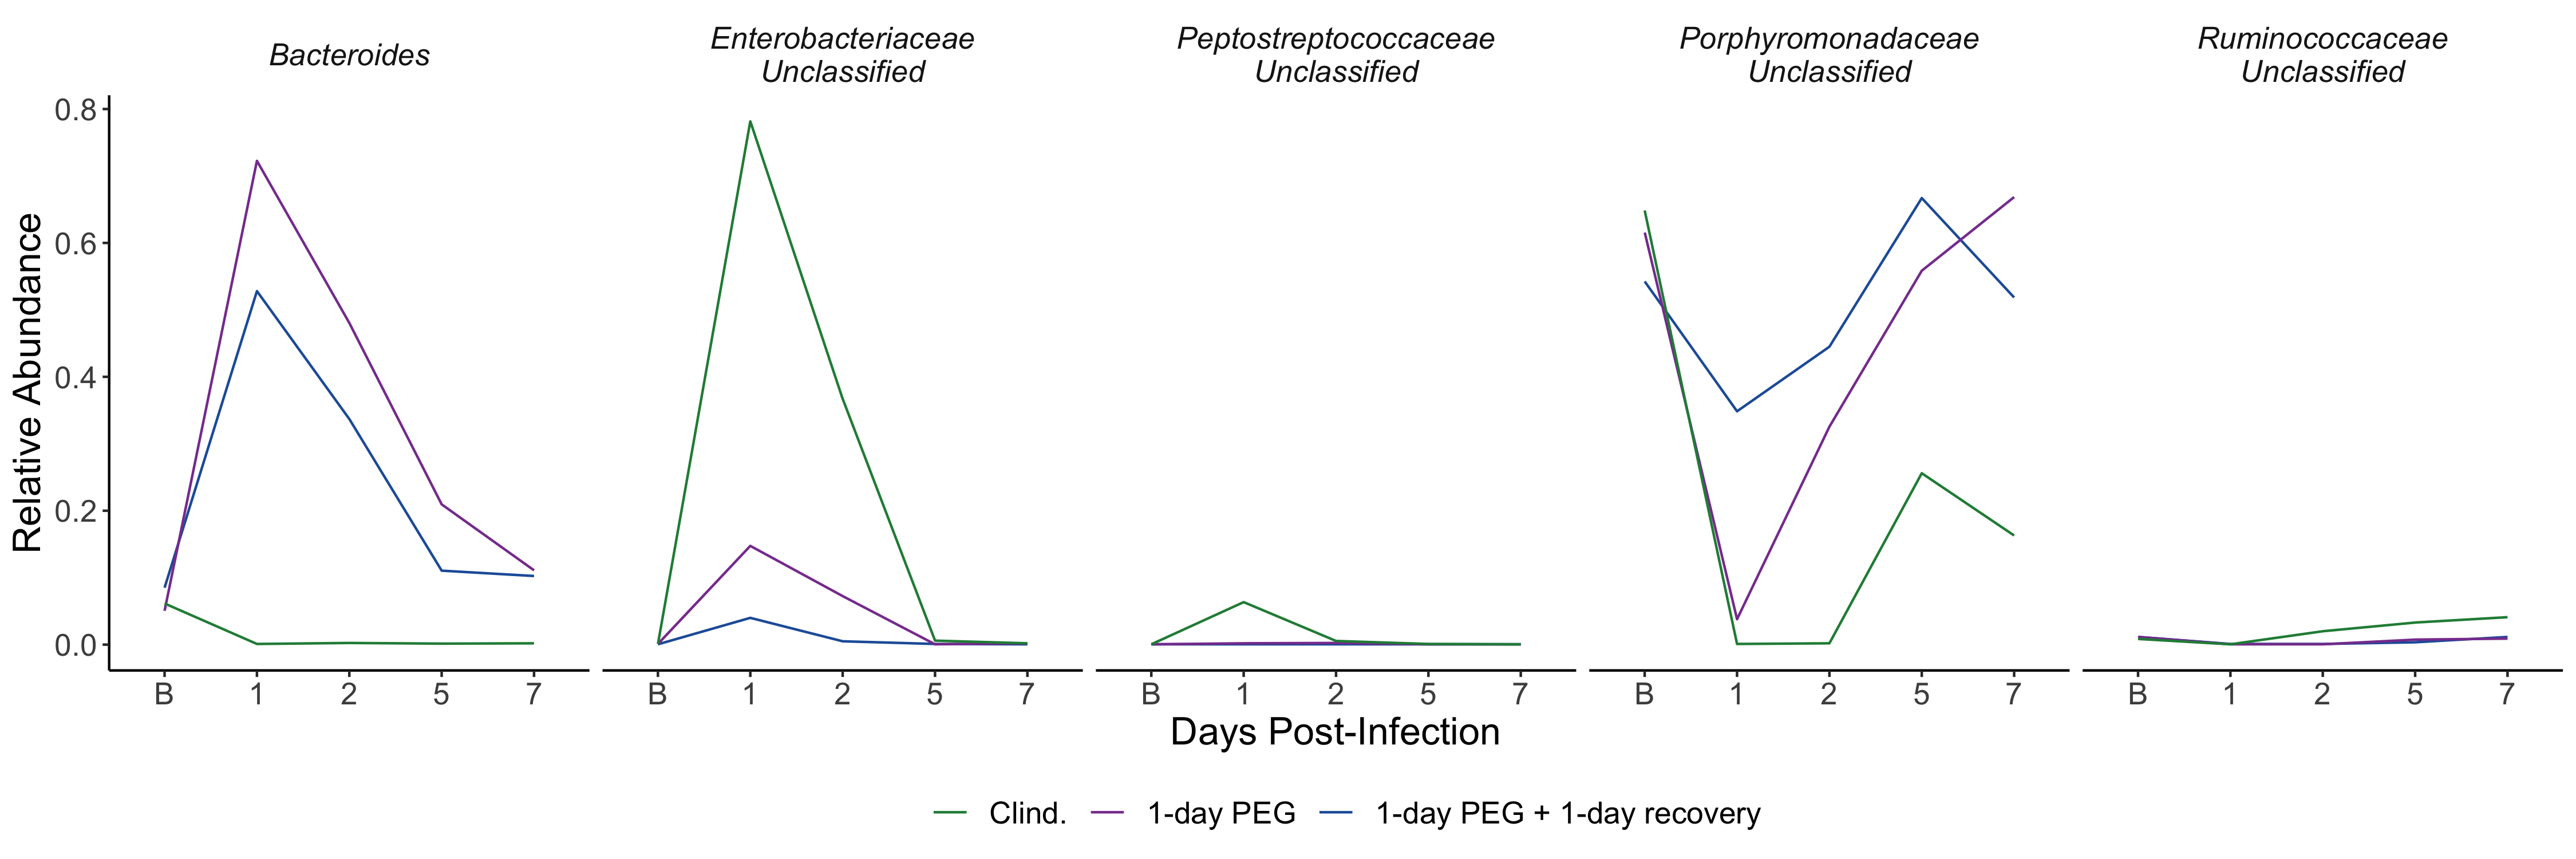 Bacteroides
Enterobacteriaceae
Unclassified
Peptostreptococcaceae
Unclassified
Porphyromonadaceae
Unclassified
Ruminococcaceae
Unclassified
Relative Abundance
0.8
0.6
0.4
0.2
0.0
B 1 2 5 7
B 1 2 5 7
B 1 2 5 7
B 1 2 5 7
B 1 2 5 7
Days Post-Infection
Clind. 1-day PEG 1-day PEG + 1-day recovery